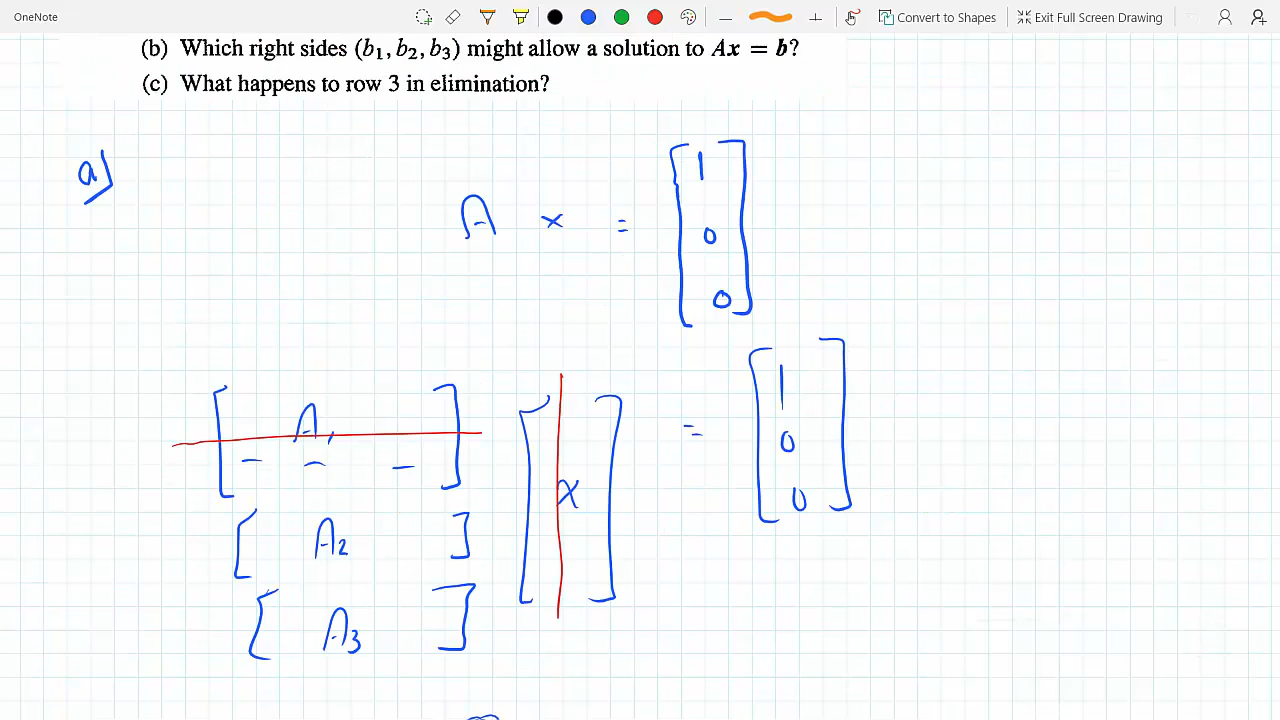 OneNote
Convert to Shapes
Exit Full Screen Drawing
(b) Which right sides (b₁, b₂, b₃) might allow a solution to Ax = b?
(c) What happens to row 3 in elimination?
a)
A x = [1 0 0]
[A₁ - - -] [x] = [1 0 0]
[A₂]
[A₃]